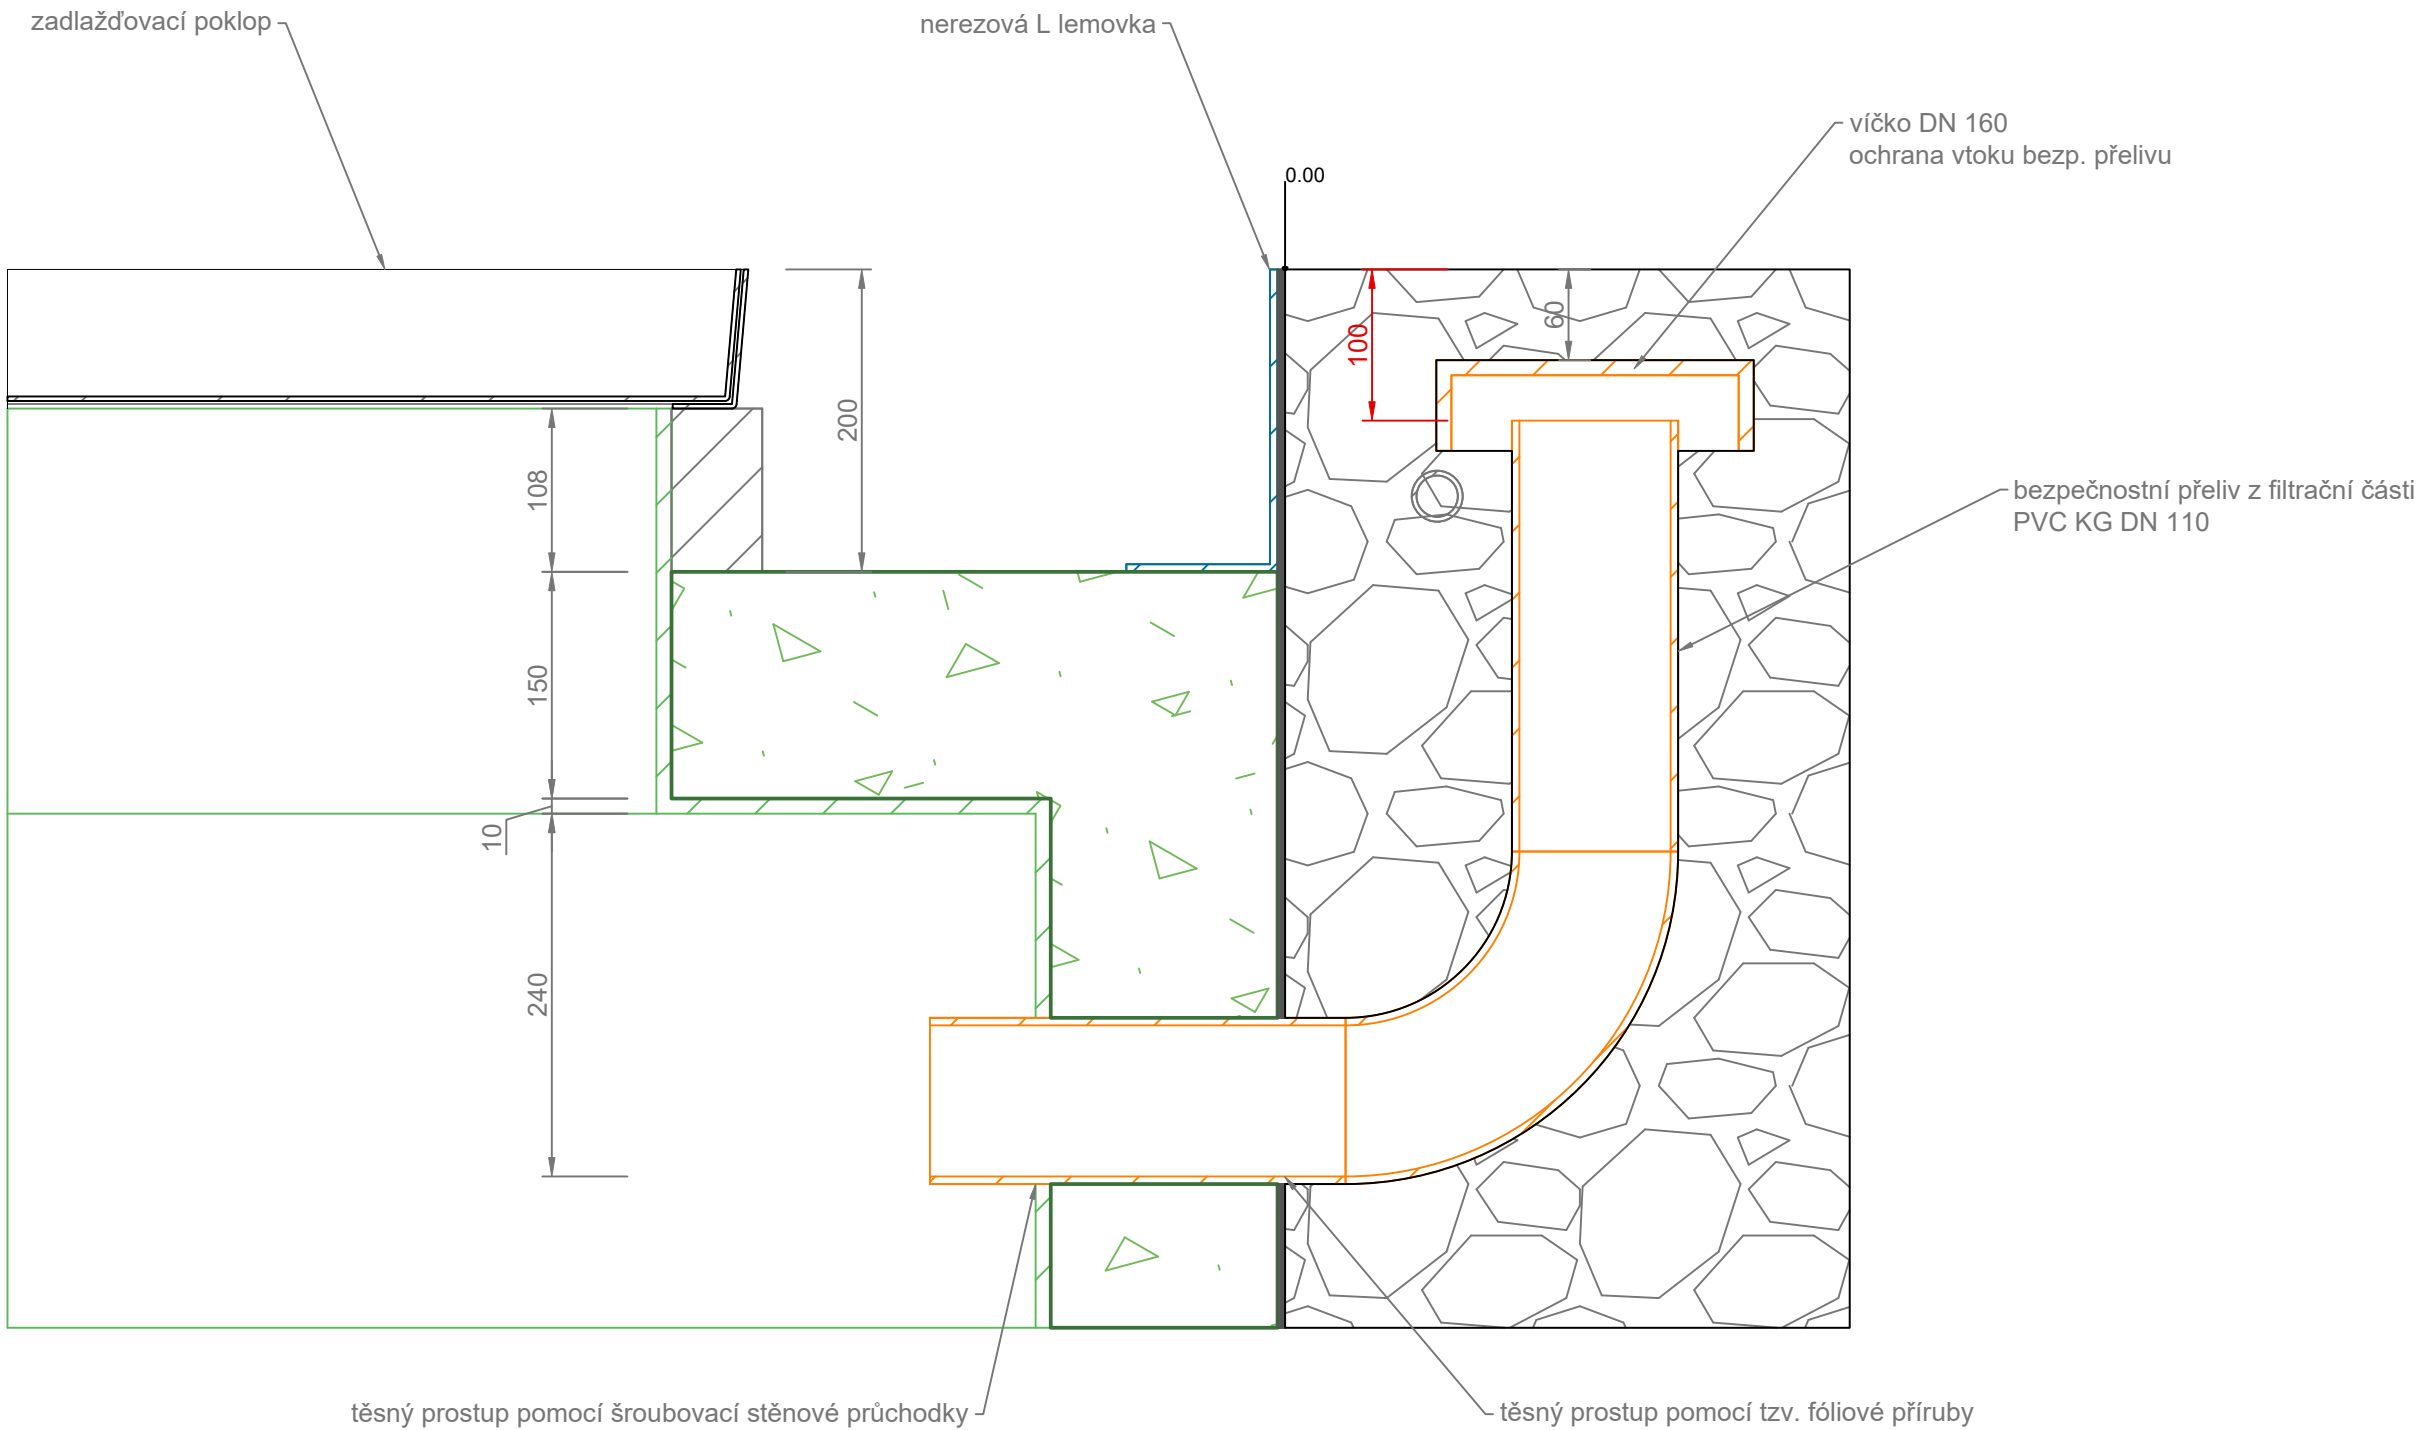 zadlažďovací poklop
nerezová L lemovka
víčko DN 160
ochrana vtoku bezp. přelivu
0.00
60
100
200
108
bezpečnostní přeliv z filtrační části
PVC KG DN 110
150
10
240
těsný prostup pomocí šroubovací stěnové průchodky
těsný prostup pomocí tzv. fóliové příruby